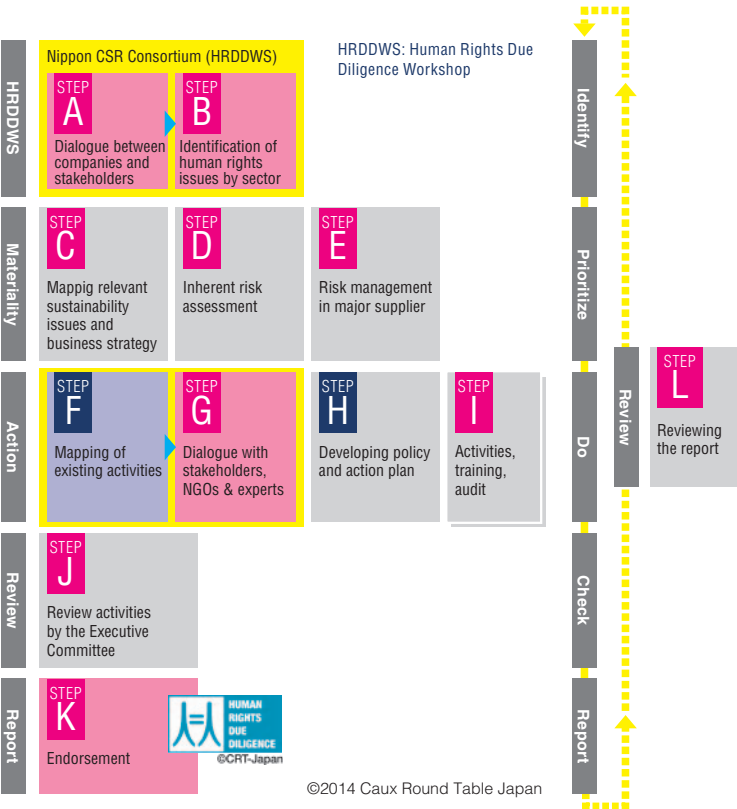 HRDDWS
Nippon CSR Consortium (HRDDWS)
STEP
A
Dialogue between
companies and
stakeholders
STEP
B
Identification of
human rights
issues by sector
HRDDWS: Human Rights Due
Diligence Workshop
Identify
Materiality
STEP
C
Mappig relevant
sustainability
issues and
business strategy
STEP
D
Inherent risk
assessment
STEP
E
Risk management
in major supplier
Prioritize
Action
STEP
F
Mapping of
existing activities
STEP
G
Dialogue with
stakeholders,
NGOs & experts
STEP
H
Developing policy
and action plan
STEP
I
Activities,
training,
audit
Do
Review
STEP
L
Reviewing
the report
Review
STEP
J
Review activities
by the Executive
Committee
Check
Report
STEP
K
Endorsement
HUMAN
RIGHTS
DUE
DILIGENCE
©CRT-Japan
Report
©2014 Caux Round Table Japan